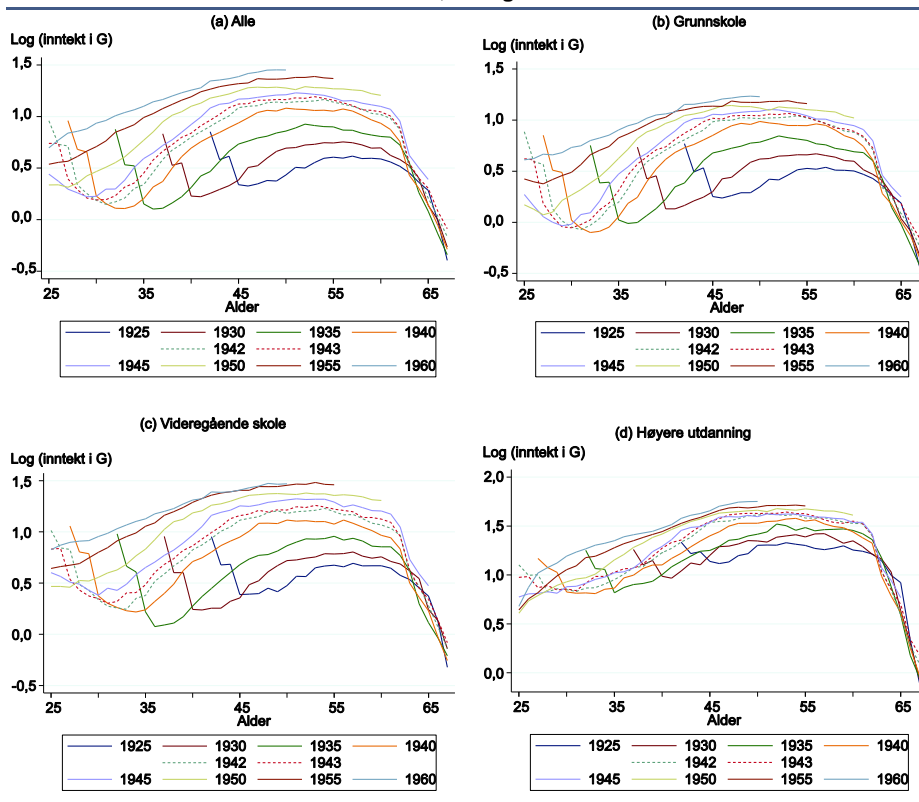 (a) Alle
Log (inntekt i G)
1,5
1,0
0,5
0,0
-0,5
25 35 45 55 65
Alder
1925 1930 1935 1940
1942 1943
1945 1950 1955 1960
(b) Grunnskole
Log (inntekt i G)
1,5
1,0
0,5
0,0
-0,5
25 35 45 55 65
Alder
1925 1930 1935 1940
1942 1943
1945 1950 1955 1960
(c) Videregående skole
Log (inntekt i G)
1,5
1,0
0,5
0,0
-0,5
25 35 45 55 65
Alder
1925 1930 1935 1940
1942 1943
1945 1950 1955 1960
(d) Høyere utdanning
Log (inntekt i G)
2,0
1,5
1,0
0,5
0,0
25 35 45 55 65
Alder
1925 1930 1935 1940
1942 1943
1945 1950 1955 1960